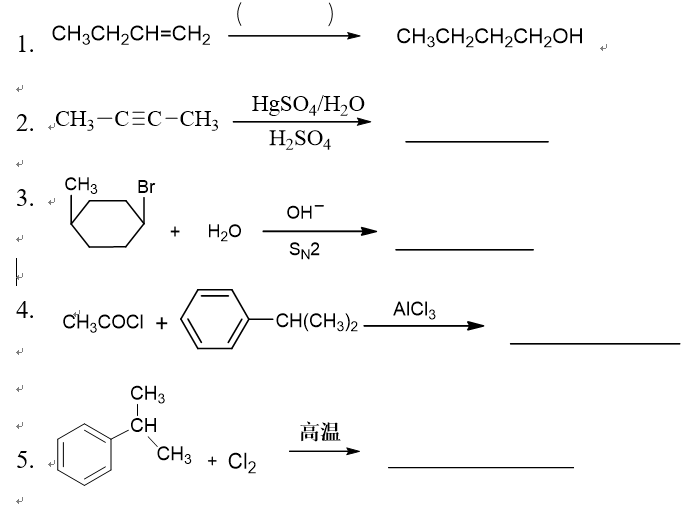 ( )
1. CH3CH2CH=CH2 → CH3CH2CH2CH2OH
2. CH3−C≡C−CH3 HgSO4/H2O
H2SO4
3. CH3 Br + H2O OH−
SN2
4. CH3COCl + CH(CH3)2 AlCl3
CH3
CH
5. CH3 + Cl2 高温